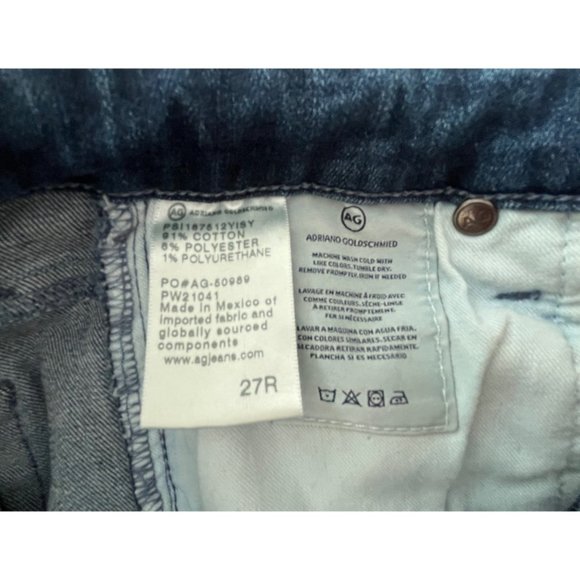 AG ADRIANO GOLDSCHMIED
PSI1878612YISY
91% COTTON
8% POLYESTER
1% POLYURETHANE
PO#AG-50989
PW21041
Made in Mexico of
imported fabric and
globally sourced
components
www.agjeans.com
27R
AG
ADRIANO GOLDSCHMIED
MACHINE WASH COLD WITH
LIKE COLORS. TUMBLE DRY.
REMOVE PROMPTLY, IRON IF NEEDED
LAVAGE EN MACHINE À FROID AVEC
COMME COULEURS. SÈCHE-LINGE
À RETIRER PROMPTEMENT.
FER SI NÉCESSAIRE
LAVAR A MAQUINA CON AGUA FRIA,
CON COLORES SIMILARES. SECAR EN
SECADORA RETIRAR RAPIDAMENTE.
PLANCHA SI ES NECESARIO